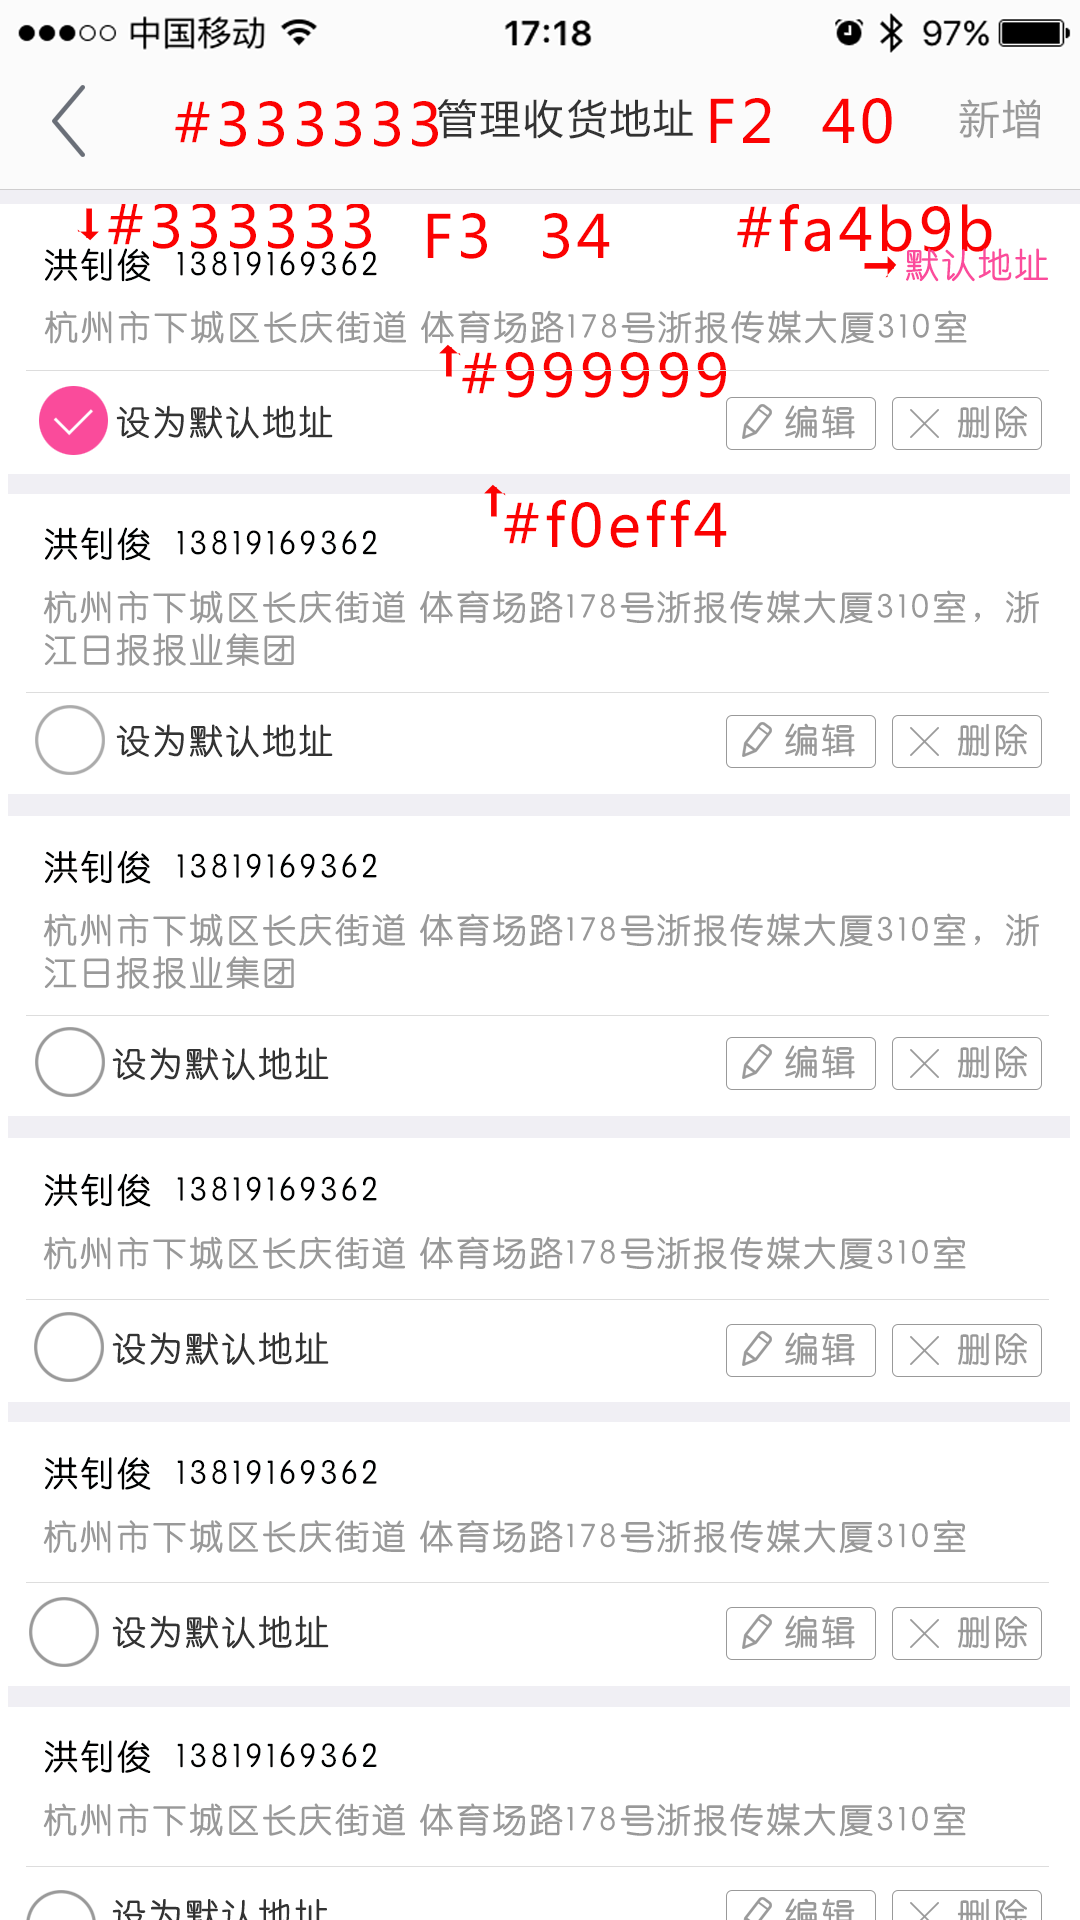 中国移动 17:18 97%
#333333 管理收货地址 F2 40 新增
#333333 F3 34 #fa4b9b
洪钊俊 13819169362 默认地址
杭州市下城区长庆街道 体育场路178号浙报传媒大厦310室
#999999
设为默认地址 编辑 删除
#f0eff4
洪钊俊 13819169362
杭州市下城区长庆街道 体育场路178号浙报传媒大厦310室，浙
江日报报业集团
设为默认地址 编辑 删除
洪钊俊 13819169362
杭州市下城区长庆街道 体育场路178号浙报传媒大厦310室，浙
江日报报业集团
设为默认地址 编辑 删除
洪钊俊 13819169362
杭州市下城区长庆街道 体育场路178号浙报传媒大厦310室
设为默认地址 编辑 删除
洪钊俊 13819169362
杭州市下城区长庆街道 体育场路178号浙报传媒大厦310室
设为默认地址 编辑 删除
洪钊俊 13819169362
杭州市下城区长庆街道 体育场路178号浙报传媒大厦310室
设为默认地址 编辑 删除